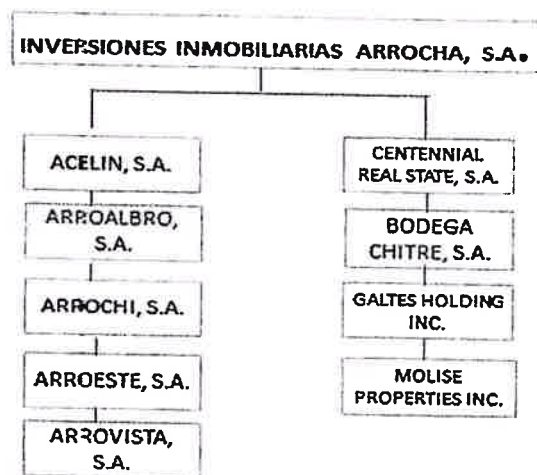 INVERSIONES INMOBILIARIAS ARROCHA, S.A.
ACELIN, S.A.
ARROALBRO,
S.A.
ARROCHI, S.A.
ARROESTE, S.A.
ARROVISTA,
S.A.
CENTENNIAL
REAL STATE, S.A.
BODEGA
CHITRE, S.A.
GALTES HOLDING
INC.
MOLISE
PROPERTIES INC.